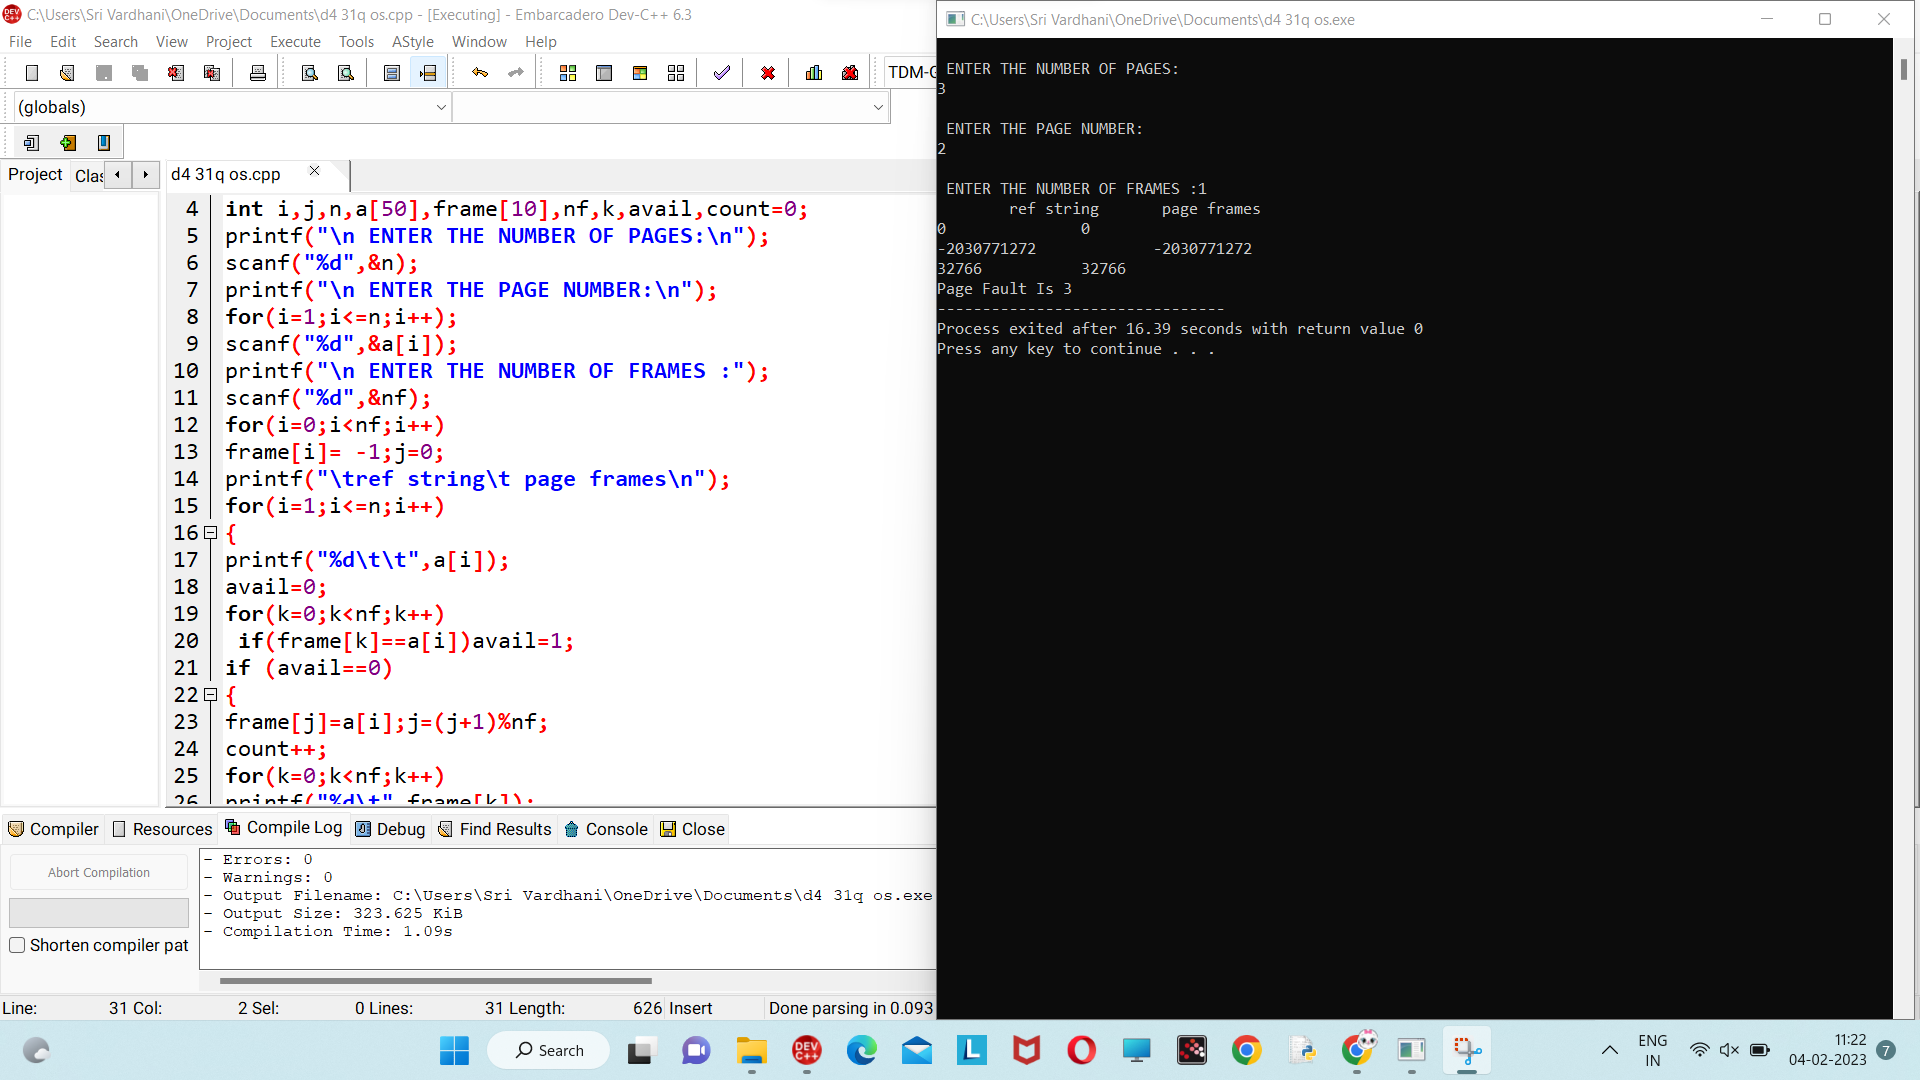 C:\Users\Sri Vardhani\OneDrive\Documents\d4 31q os.cpp - [Executing] - Embarcadero Dev-C++ 6.3
File Edit Search View Project Execute Tools AStyle Window Help
TDM-G
(globals)
Project Clas
d4 31q os.cpp
4 int i,j,n,a[50],frame[10],nf,k,avail,count=0;
5 printf("\n ENTER THE NUMBER OF PAGES:\n");
6 scanf("%d",&n);
7 printf("\n ENTER THE PAGE NUMBER:\n");
8 for(i=1;i<=n;i++);
9 scanf("%d",&a[i]);
10 printf("\n ENTER THE NUMBER OF FRAMES :");
11 scanf("%d",&nf);
12 for(i=0;i<nf;i++)
13 frame[i]= -1;j=0;
14 printf("\tref string\t page frames\n");
15 for(i=1;i<=n;i++)
16 {
17 printf("%d\t\t",a[i]);
18 avail=0;
19 for(k=0;k<nf;k++)
20 if(frame[k]==a[i])avail=1;
21 if (avail==0)
22 {
23 frame[j]=a[i];j=(j+1)%nf;
24 count++;
25 for(k=0;k<nf;k++)
26 printf("%d\t",frame[k]);
Compiler Resources Compile Log Debug Find Results Console Close
Abort Compilation
Shorten compiler pat
- Errors: 0
- Warnings: 0
- Output Filename: C:\Users\Sri Vardhani\OneDrive\Documents\d4 31q os.exe
- Output Size: 323.625 KiB
- Compilation Time: 1.09s
Line: 31 Col: 2 Sel: 0 Lines: 31 Length: 626 Insert Done parsing in 0.093
C:\Users\Sri Vardhani\OneDrive\Documents\d4 31q os.exe
ENTER THE NUMBER OF PAGES:
3
ENTER THE PAGE NUMBER:
2
ENTER THE NUMBER OF FRAMES :1
ref string page frames
0 0
-2030771272 -2030771272
32766 32766
Page Fault Is 3
--------------------------------
Process exited after 16.39 seconds with return value 0
Press any key to continue . . .
Search
DEV C++
L
ENG
IN
11:22
04-02-2023
7